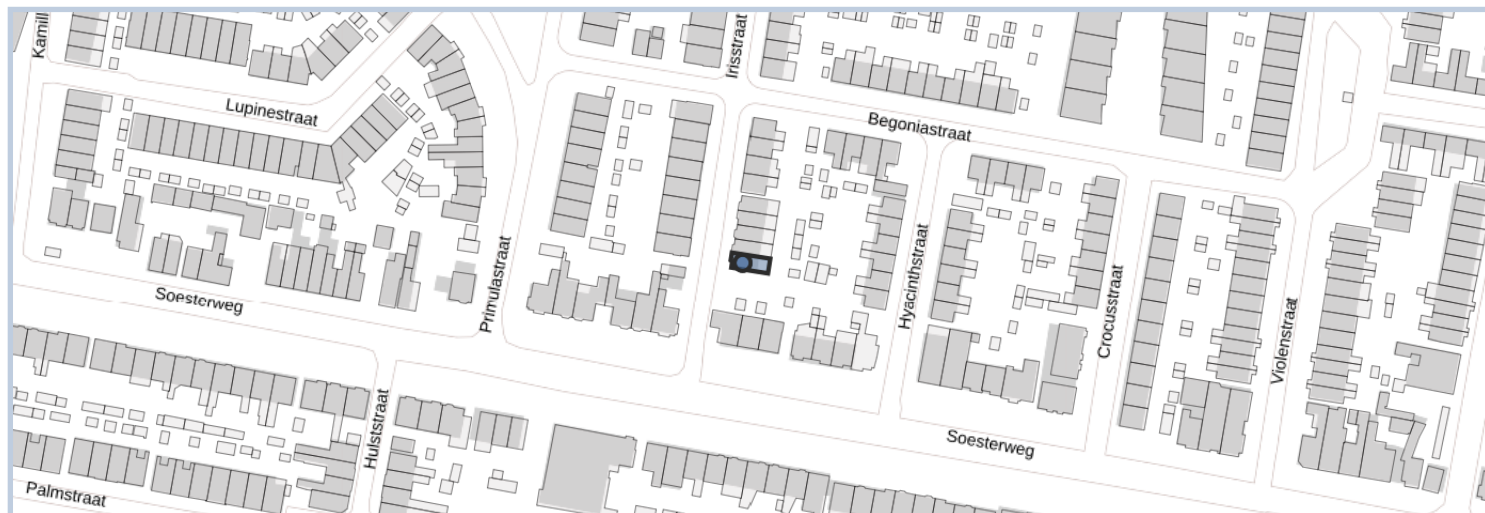 Kamill
Irisstraat
Lupinestraat
Begoniastraat
Primulastraat
Hyacinthstraat
Crocusstraat
Violenstraat
Soesterweg
Hulststraat
Soesterweg
Palmstraat